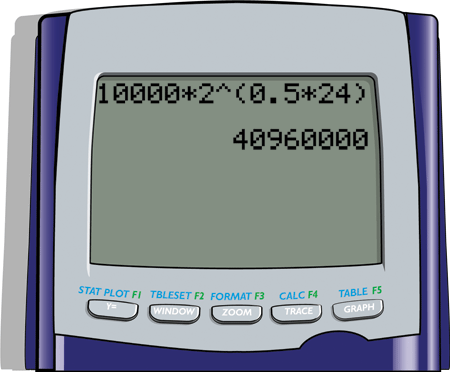 10000*2^(0.5*24)
40960000
STAT PLOT F1 TBLESET F2 FORMAT F3 CALC F4 TABLE F5
Y= WINDOW ZOOM TRACE GRAPH